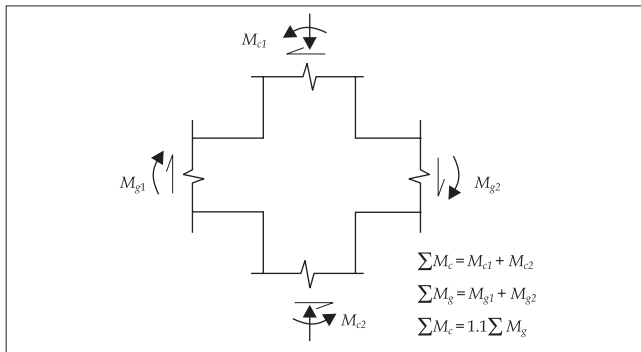 M_{c1}
M_{g1}
M_{g2}
∑M_c = M_{c1} + M_{c2}
∑M_g = M_{g1} + M_{g2}
M_{c2}
∑M_c = 1.1∑ M_g